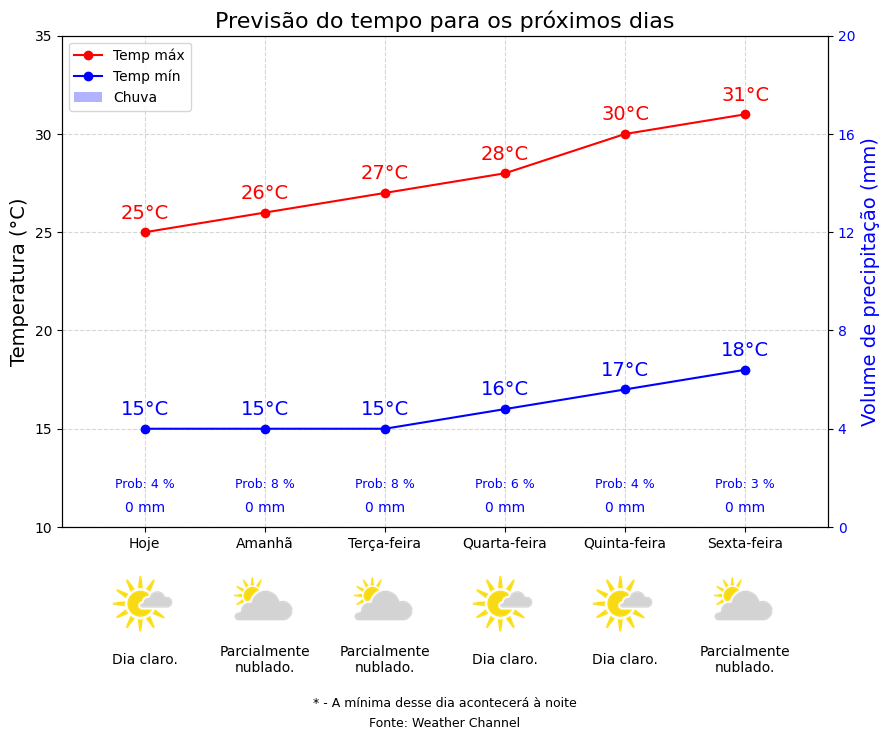 Previsão do tempo para os próximos dias
35
30
25
20
15
10
Temperatura (°C)
20
16
12
8
4
0
Volume de precipitação (mm)
Temp máx
Temp mín
Chuva
25°C
26°C
27°C
28°C
30°C
31°C
15°C
15°C
15°C
16°C
17°C
18°C
Prob: 4 %
Prob: 8 %
Prob: 8 %
Prob: 6 %
Prob: 4 %
Prob: 3 %
0 mm
0 mm
0 mm
0 mm
0 mm
0 mm
Hoje
Amanhã
Terça-feira
Quarta-feira
Quinta-feira
Sexta-feira
Dia claro.
Parcialmente
nublado.
Parcialmente
nublado.
Dia claro.
Dia claro.
Parcialmente
nublado.
* - A mínima desse dia acontecerá à noite
Fonte: Weather Channel